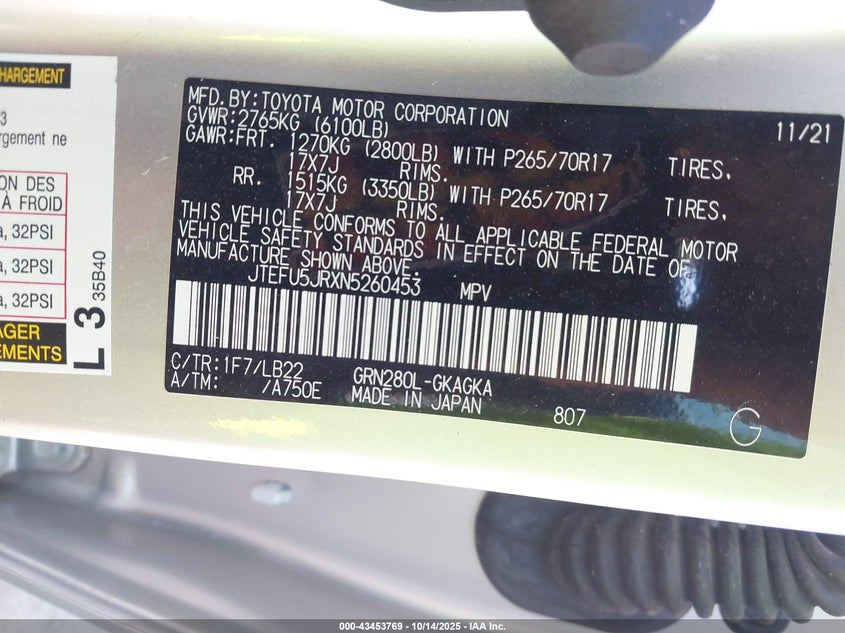 CHARGEMENT
3
rgement ne
ON DES
À FROID
a, 32PSI
a, 32PSI
a, 32PSI
AGER
EMENTS
L 3
35B40
MFD.BY:TOYOTA MOTOR CORPORATION 11/21
GVWR:2765KG (6100LB)
GAWR:FRT. 1270KG (2800LB) WITH P265/70R17 TIRES.
17X7J RIMS.
RR. 1515KG (3350LB) WITH P265/70R17 TIRES.
17X7J RIMS.
THIS VEHICLE CONFORMS TO ALL APPLICABLE FEDERAL MOTOR
VEHICLE SAFETY STANDARDS IN EFFECT ON THE DATE OF
MANUFACTURE SHOWN ABOVE.
JTEFU5JRXN5260453 MPV
C/TR:1F7/LB22 GRN280L-GKAGKA
A/TM: /A750E MADE IN JAPAN 807
G
000-43453769 - 10/14/2025 - IAA Inc.